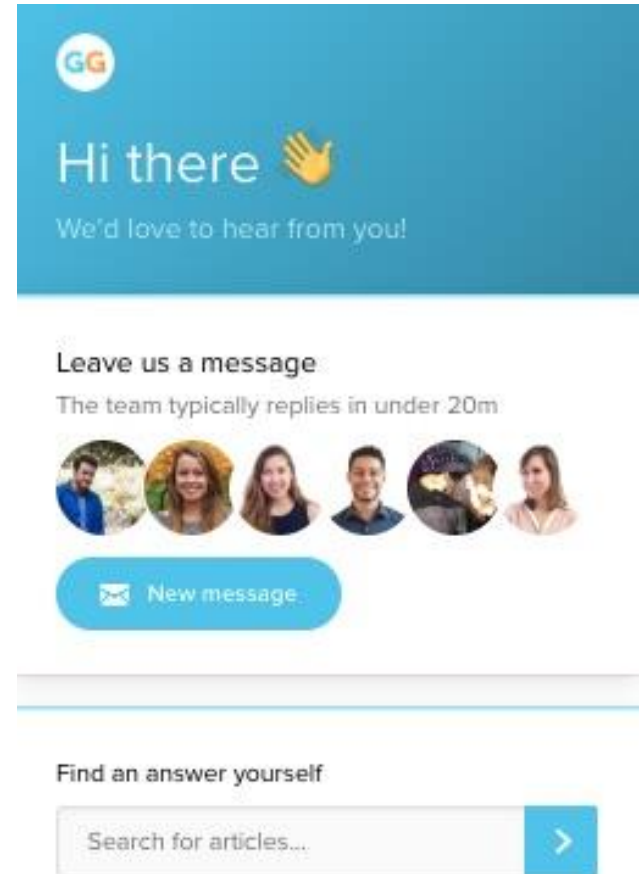 GG
Hi there 👋
We'd love to hear from you!
Leave us a message
The team typically replies in under 20m
New message
Find an answer yourself
Search for articles...